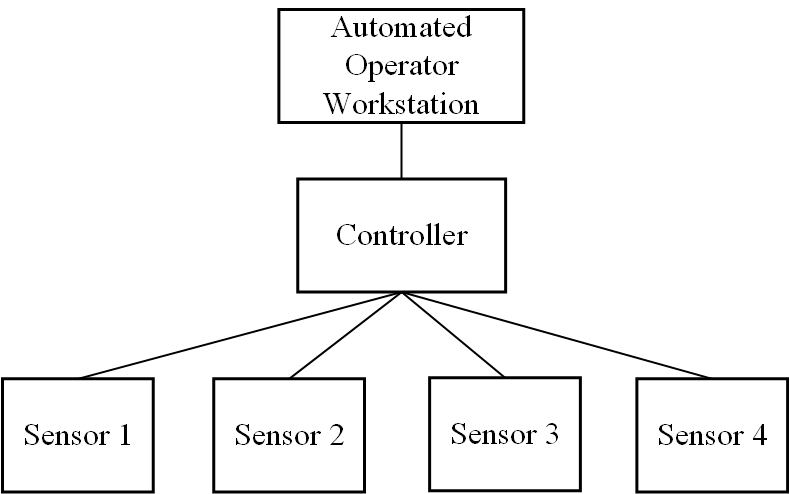 Automated
Operator
Workstation
Controller
Sensor 1
Sensor 2
Sensor 3
Sensor 4